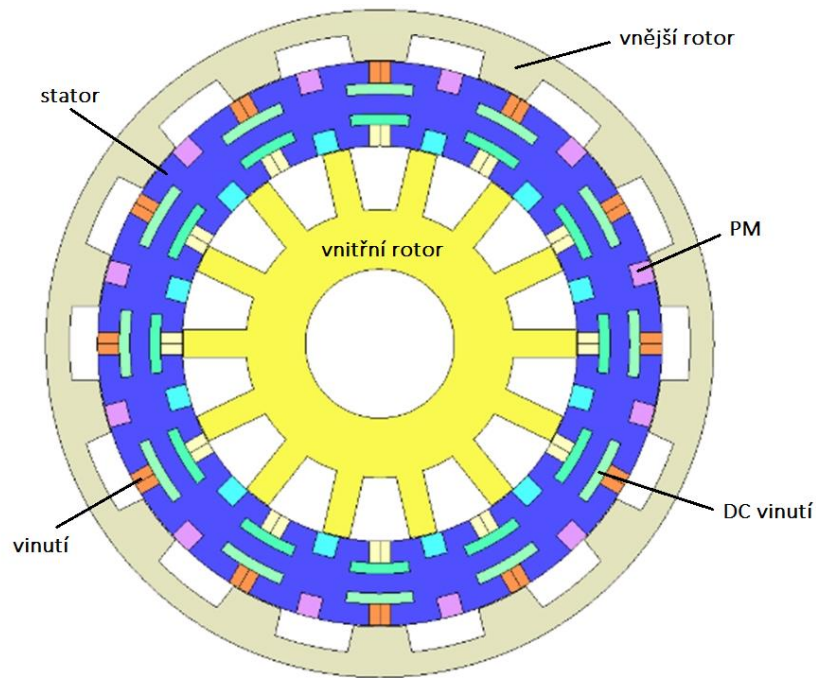 vnější rotor
stator
PM
vnitřní rotor
DC vinutí
vinutí